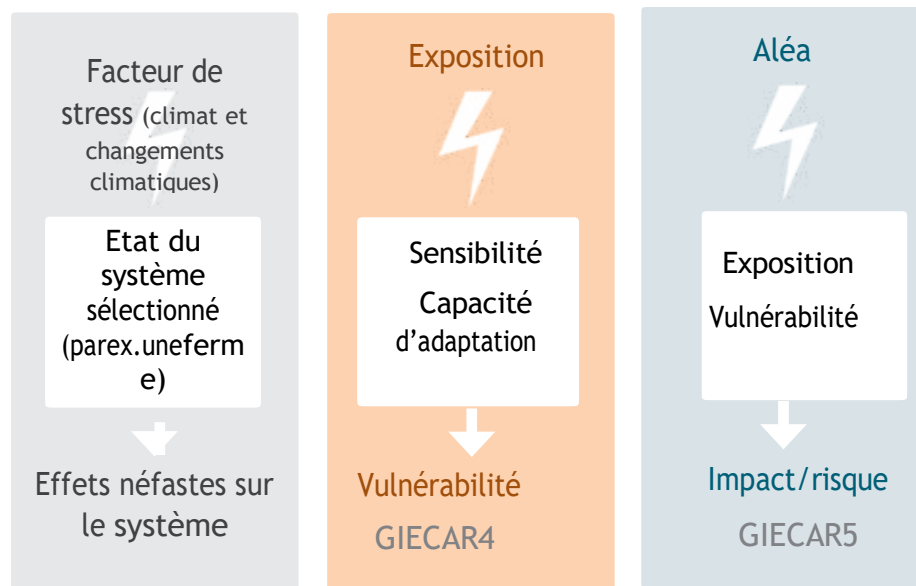 Facteur de
stress (climat et
changements
climatiques)
Etat du
système
sélectionné
(parex.uneferm
e)
Effets néfastes sur
le système
Exposition
Sensibilité
Capacité
d’adaptation
Vulnérabilité
GIECAR4
Aléa
Exposition
Vulnérabilité
Impact/risque
GIECAR5